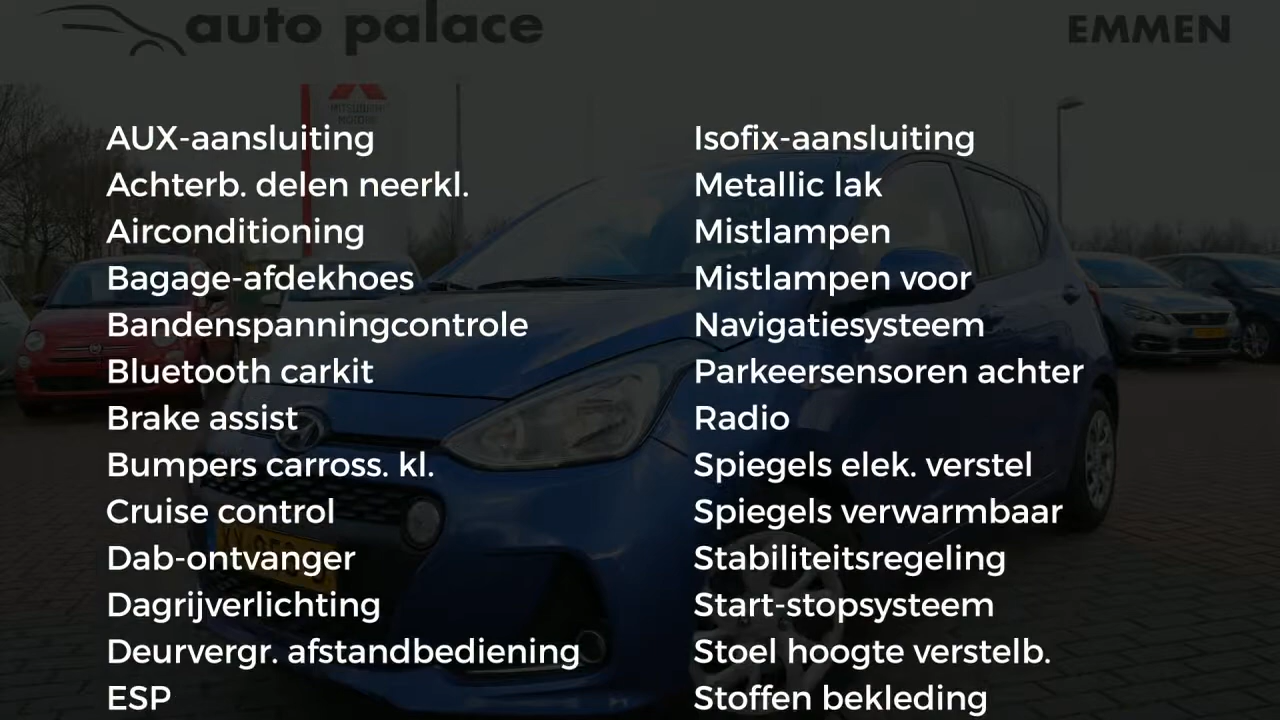 auto palace
EMMEN
MITSUBISHI
MOTORS
AUX-aansluiting
Achterb. delen neerkl.
Airconditioning
Bagage-afdekhoes
Bandenspanningcontrole
Bluetooth carkit
Brake assist
Bumpers carross. kl.
Cruise control
Dab-ontvanger
Dagrijverlichting
Deurvergr. afstandbediening
ESP
Isofix-aansluiting
Metallic lak
Mistlampen
Mistlampen voor
Navigatiesysteem
Parkeersensoren achter
Radio
Spiegels elek. verstel
Spiegels verwarmbaar
Stabiliteitsregeling
Start-stopsysteem
Stoel hoogte verstelb.
Stoffen bekleding